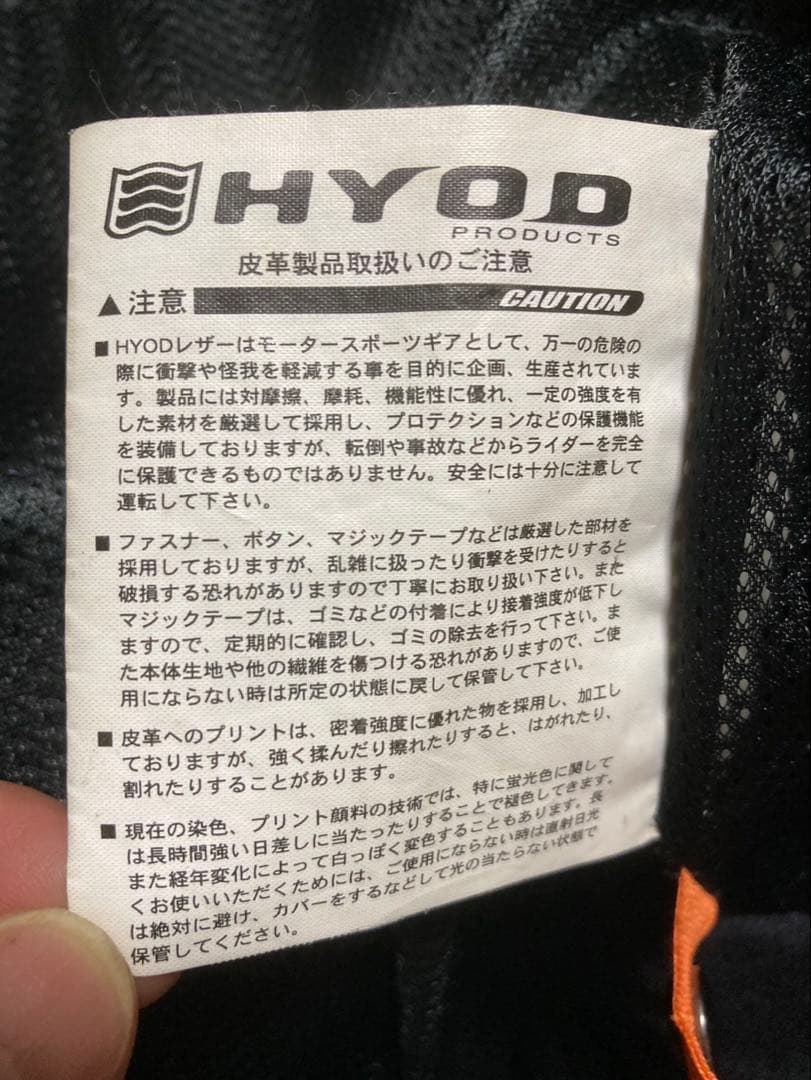 HYOD
PRODUCTS
皮革製品取扱いのご注意
▲注意 CAUTION
■ HYODレザーはモータースポーツギアとして、万一の危険の
際に衝撃や怪我を軽減する事を目的に企画、生産されていま
す。製品には対摩擦、摩耗、機能性に優れ、一定の強度を有
した素材を厳選して採用し、プロテクションなどの保護機能
を装備しておりますが、転倒や事故などからライダーを完全
に保護できるものではありません。安全には十分に注意して
運転して下さい。
■ ファスナー、ボタン、マジックテープなどは厳選した部材を
採用しておりますが、乱雑に扱ったり衝撃を受けたりすると
破損する恐れがありますので丁寧にお取り扱い下さい。また
マジックテープは、ゴミなどの付着により接着強度が低下し
ますので、定期的に確認し、ゴミの除去を行って下さい。ま
た本体生地や他の繊維を傷つける恐れがありますので、ご使
用にならない時は所定の状態に戻して保管して下さい。
■ 皮革へのプリントは、密着強度に優れた物を採用し、加工し
ておりますが、強く揉んだり擦れたりすると、はがれたり、
割れたりすることがあります。
■ 現在の染色、プリント顔料の技術では、特に蛍光色に関して
は長時間強い日差しに当たったりすることで褪色してきます。
また経年変化によって白っぽく変色することもあります。長
くお使いいただくためには、ご使用にならない時は直射日光
は絶対に避け、カバーをするなどして光の当たらない状態で
保管してください。